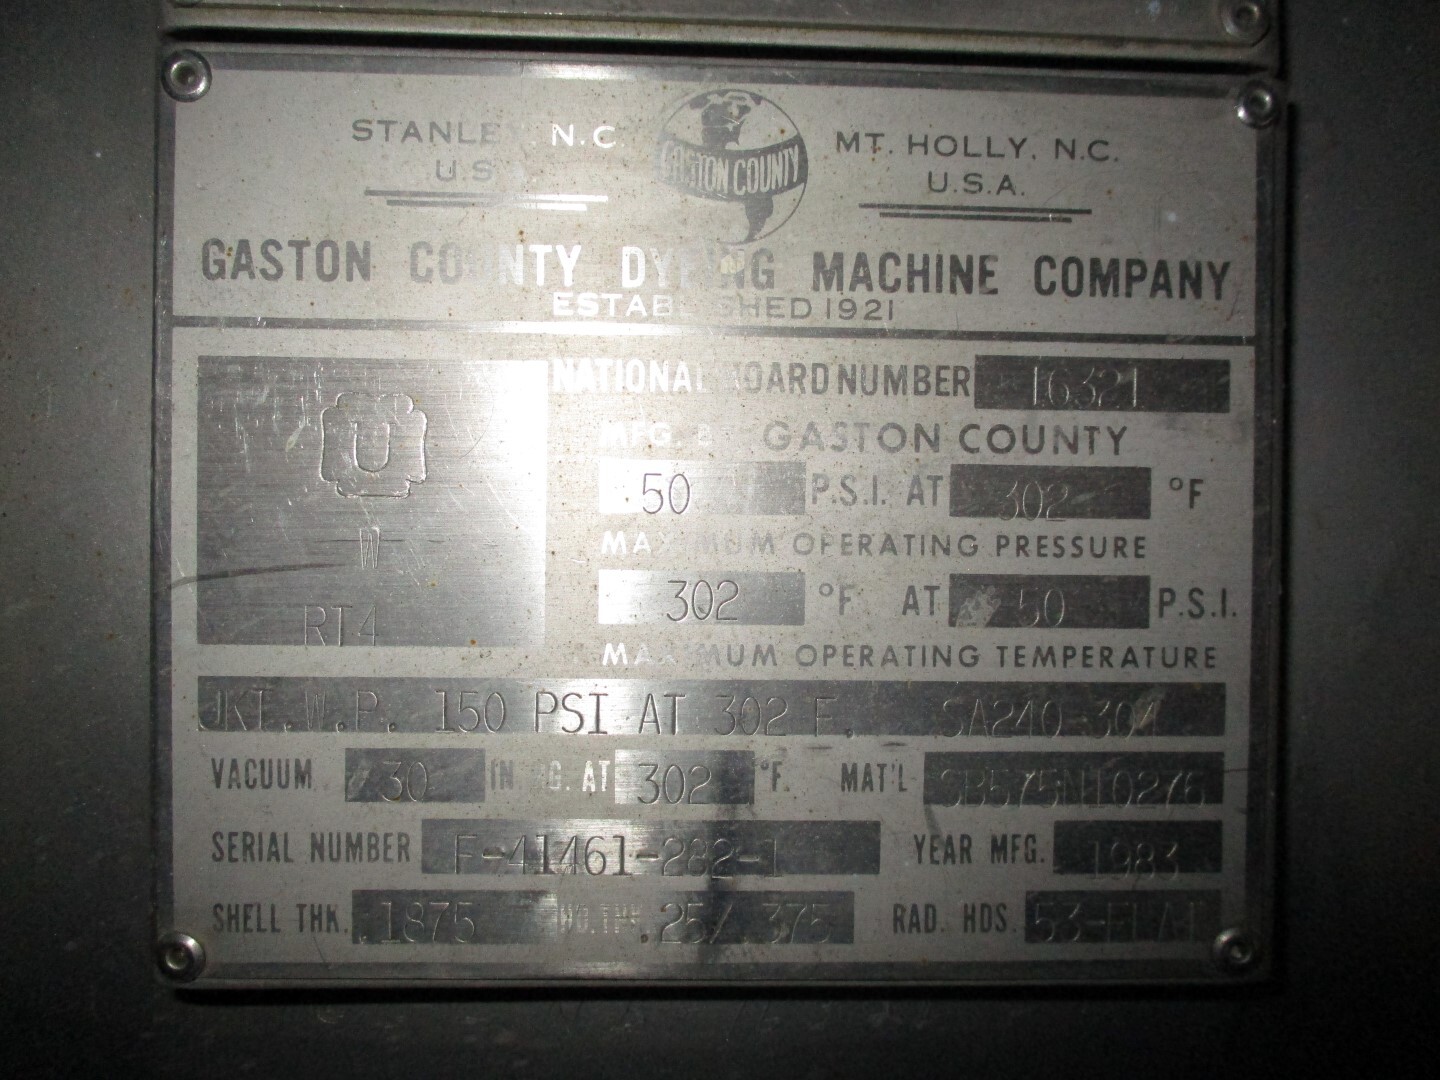 STANLEY, N.C.
U.S.A.
GASTON COUNTY
MT. HOLLY, N.C.
U.S.A.
GASTON COUNTY DYEING MACHINE COMPANY
ESTABLISHED 1921
U
W
RT4
NATIONAL BOARD NUMBER 16321
MFG. BY GASTON COUNTY
50 P.S.I. AT 302 °F
MAXIMUM OPERATING PRESSURE
302 °F. AT 50 P.S.I.
MAXIMUM OPERATING TEMPERATURE
JKT.W.P. 150 PSI AT 302 F. SA240-304
VACUUM 30 IN. HG. AT 302 °F. MAT'L SB575N10276
SERIAL NUMBER F-41461-282-1 YEAR MFG. 1983
SHELL THK. .1875 HD. THK. .25/.375 RAD. HDS. 53-FLAT